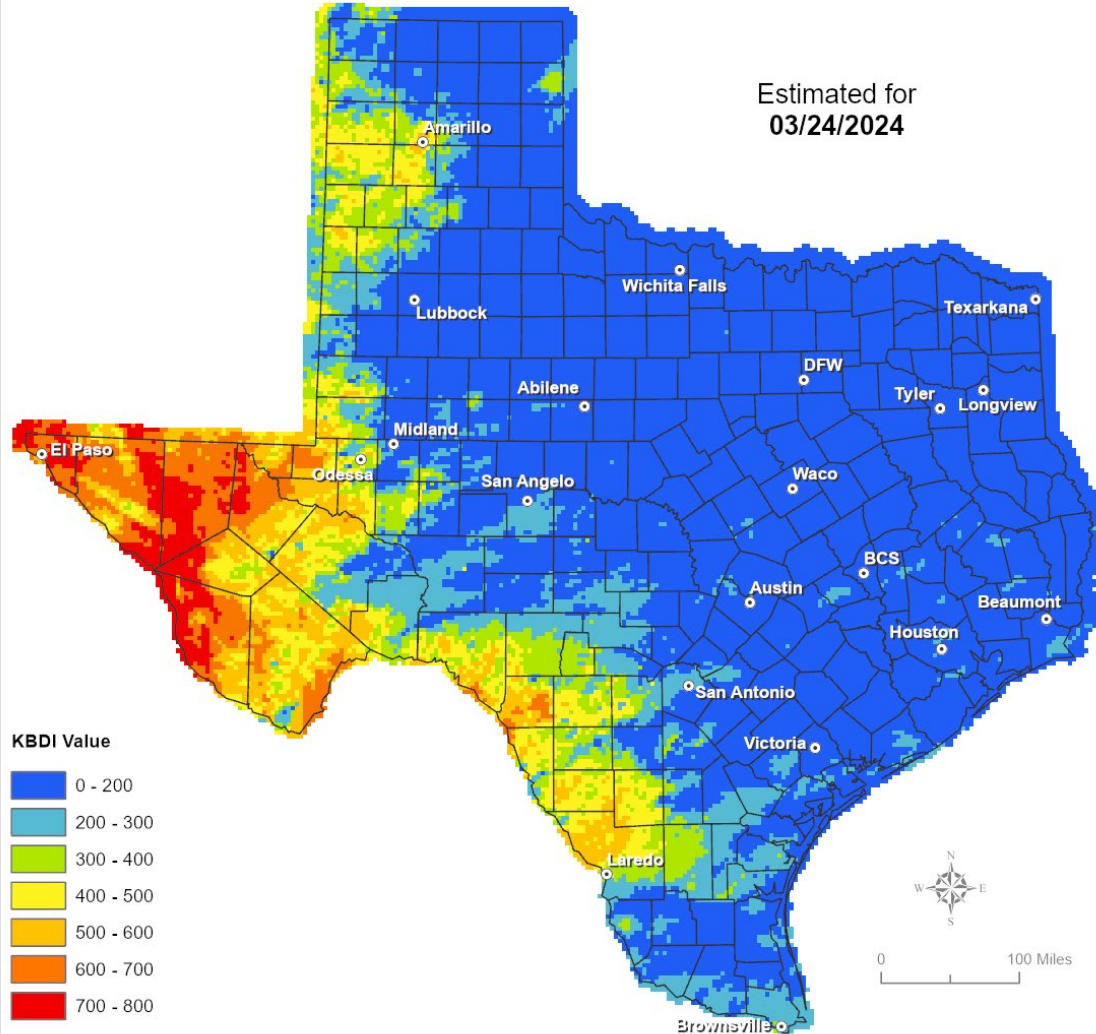 Estimated for
03/24/2024
Amarillo
Wichita Falls
Lubbock
Texarkana
DFW
Abilene
Tyler
Longview
Midland
El Paso
Odessa
San Angelo
Waco
BCS
Austin
Beaumont
Houston
San Antonio
Victoria
Laredo
Brownsville
KBDI Value
0 - 200
200 - 300
300 - 400
400 - 500
500 - 600
600 - 700
700 - 800
N
W E
S
0 100 Miles